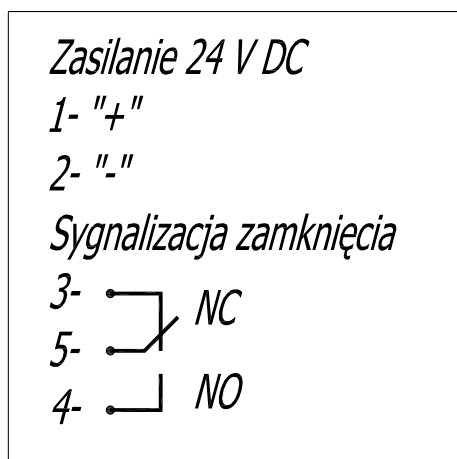 Zasilanie 24 V DC
1- "+"
2- "-"
Sygnalizacja zamknięcia
3-
NC
5-
4-
NO